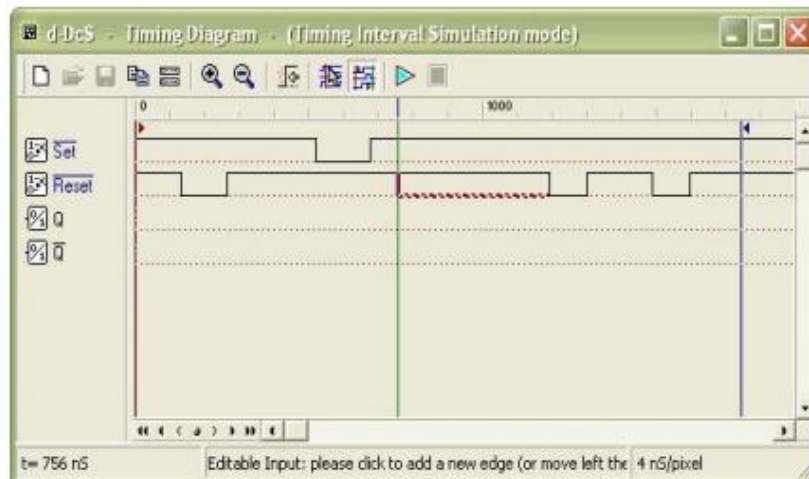 d-DcS - Timing Diagram - (Timing Interval Simulation mode)
0 1000
Set
Reset
Q
Q
t= 756 nS Editable Input: please click to add a new edge (or move left the 4 nS/pixel